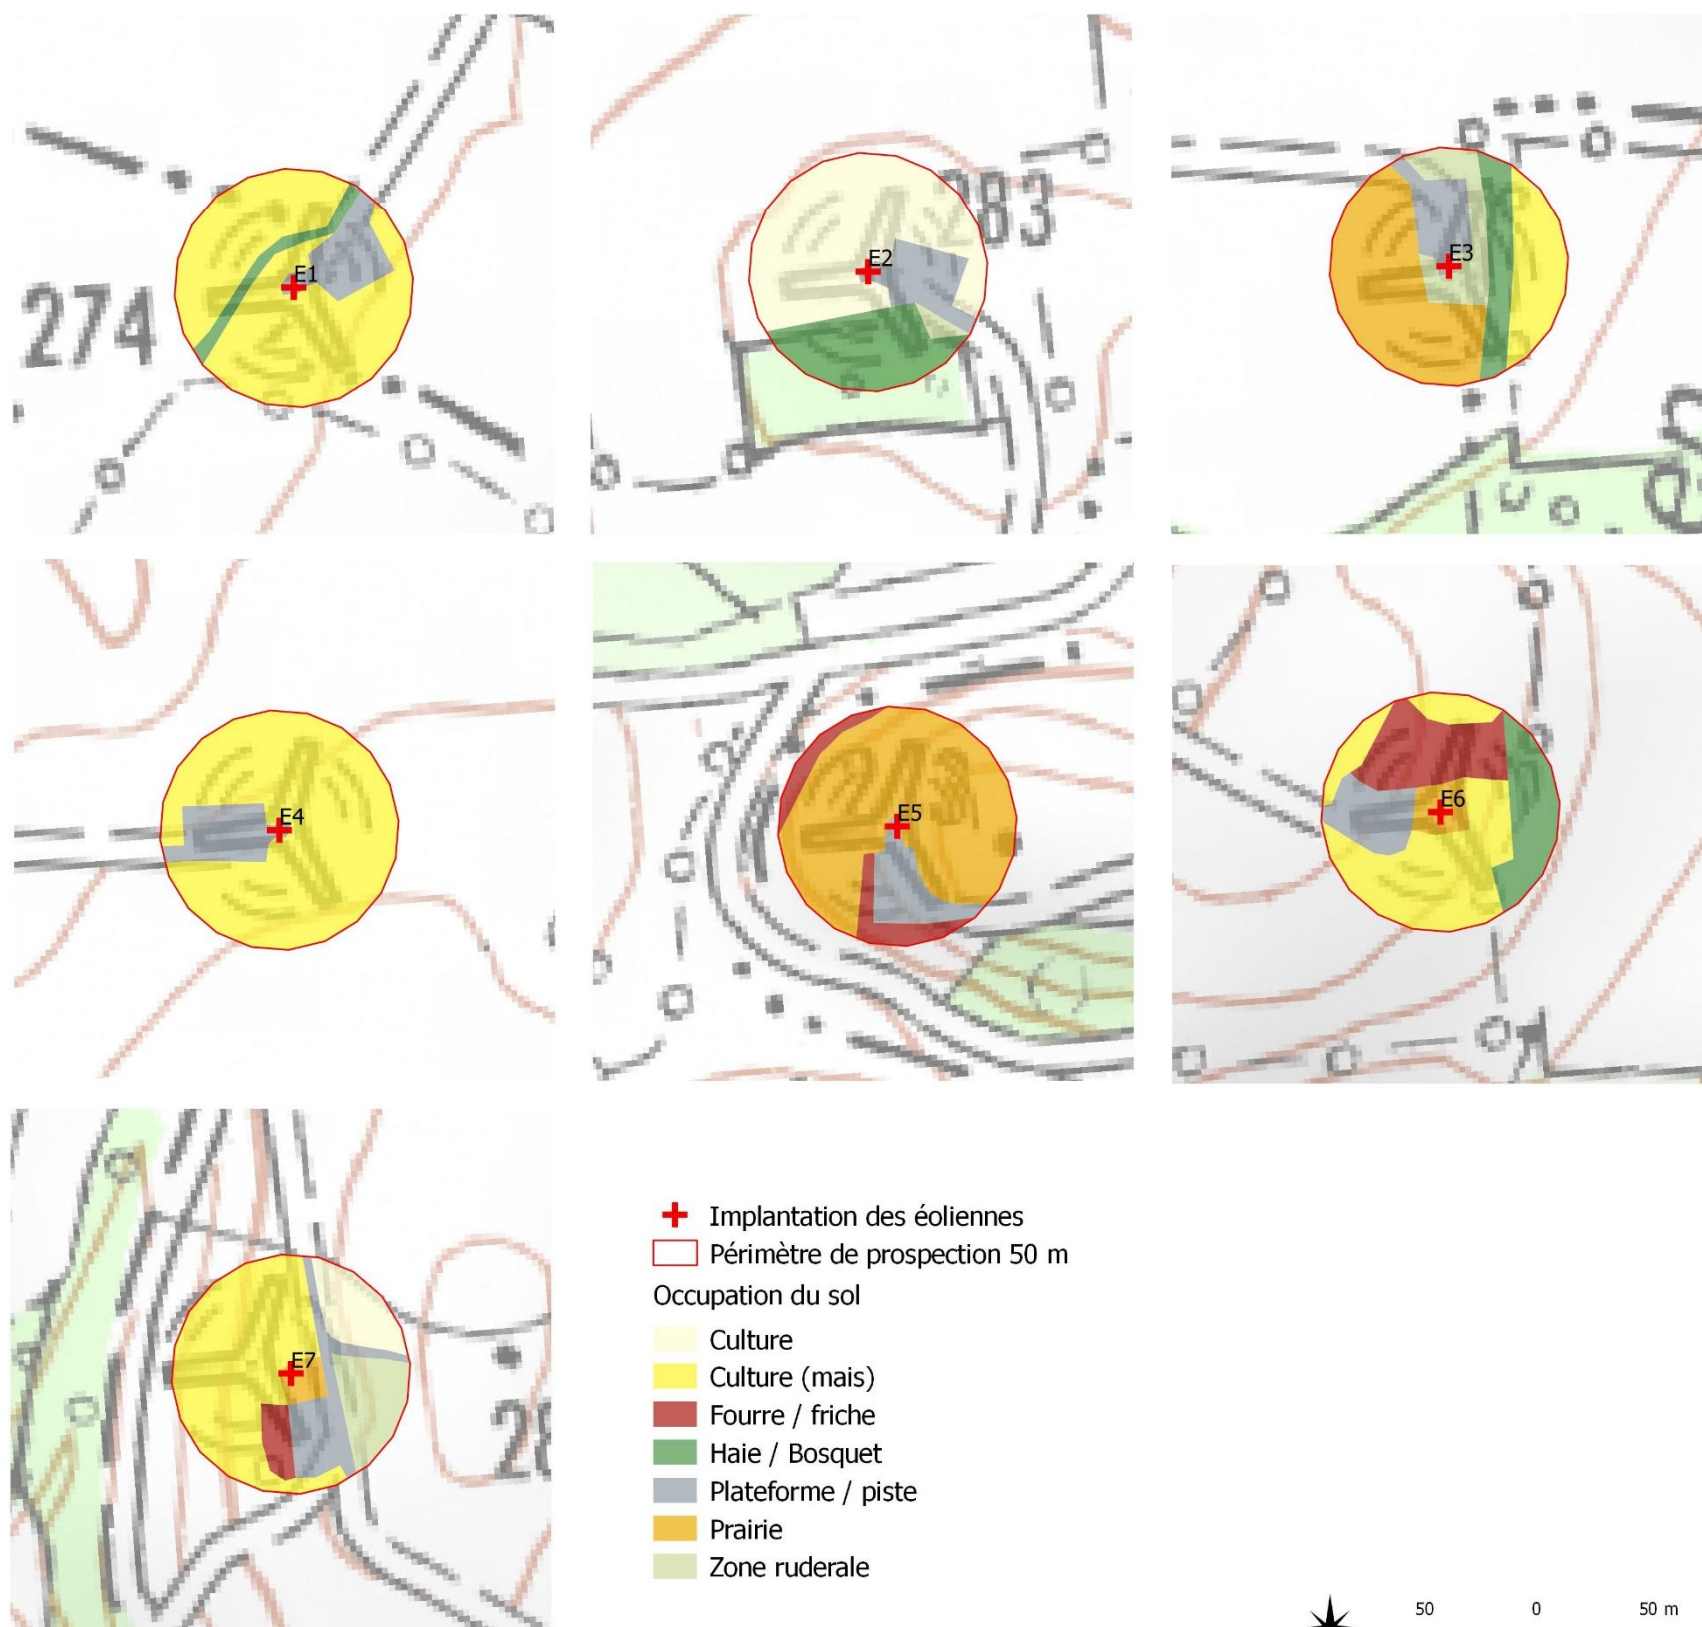 274
E1
283
E2
E3
E4
243
E5
E6
E7
Implantation des éoliennes
Périmètre de prospection 50 m
Occupation du sol
Culture
Culture (mais)
Fourre / friche
Haie / Bosquet
Plateforme / piste
Prairie
Zone ruderale
50 0 50 m